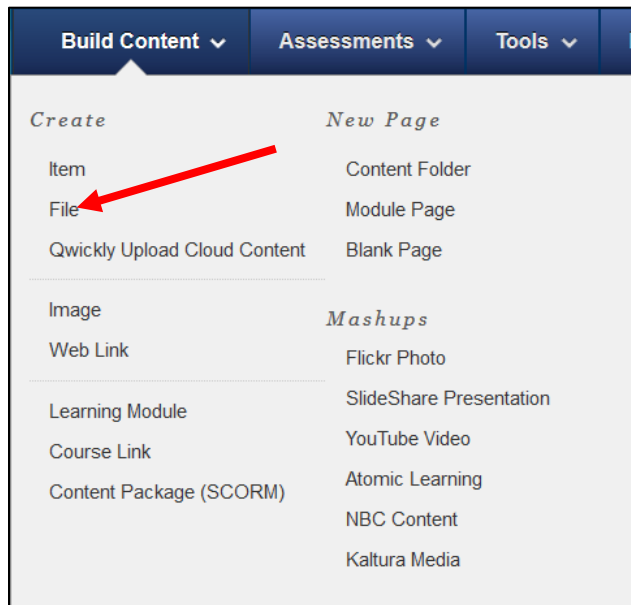 Build Content Assessments Tools
Create
Item
File
Qwickly Upload Cloud Content
Image
Web Link
Learning Module
Course Link
Content Package (SCORM)
New Page
Content Folder
Module Page
Blank Page
Mashups
Flickr Photo
SlideShare Presentation
YouTube Video
Atomic Learning
NBC Content
Kaltura Media